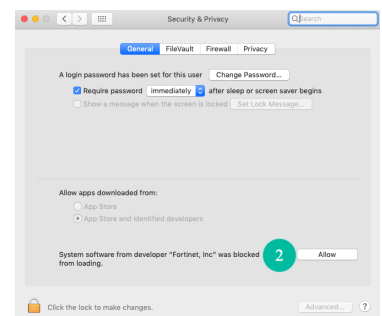 Security & Privacy
Search
General FileVault Firewall Privacy
A login password has been set for this user Change Password...
Require password immediately after sleep or screen saver begins
Show a message when the screen is locked Set Lock Message...
Allow apps downloaded from:
App Store
App Store and identified developers
System software from developer "Fortinet, Inc" was blocked 2 Allow
from loading.
Click the lock to make changes. Advanced... ?